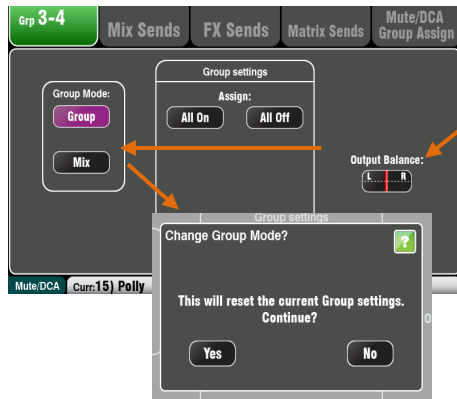 Grp 3-4
Mix Sends
FX Sends
Matrix Sends
Mute/DCA
Group Assign
Group settings
Group Mode:
Assign:
Group
All On
All Off
Mix
Output Balance:
L R
Group settings
Change Group Mode?
?
Mute/DCA
Curr:15) Polly
This will reset the current Group settings.
Continue?
Yes
No